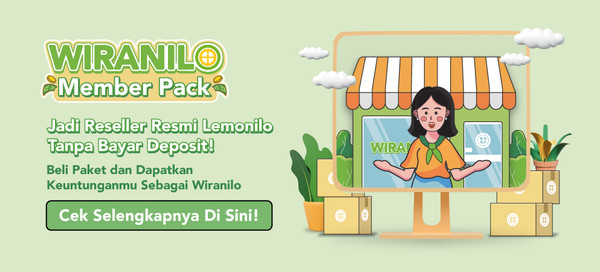 WIRANILO
Member Pack
Jadi Reseller Resmi Lemonilo
Tanpa Bayar Deposit!
Beli Paket dan Dapatkan
Keuntunganmu Sebagai Wiranilo
Cek Selengkapnya Di Sini!